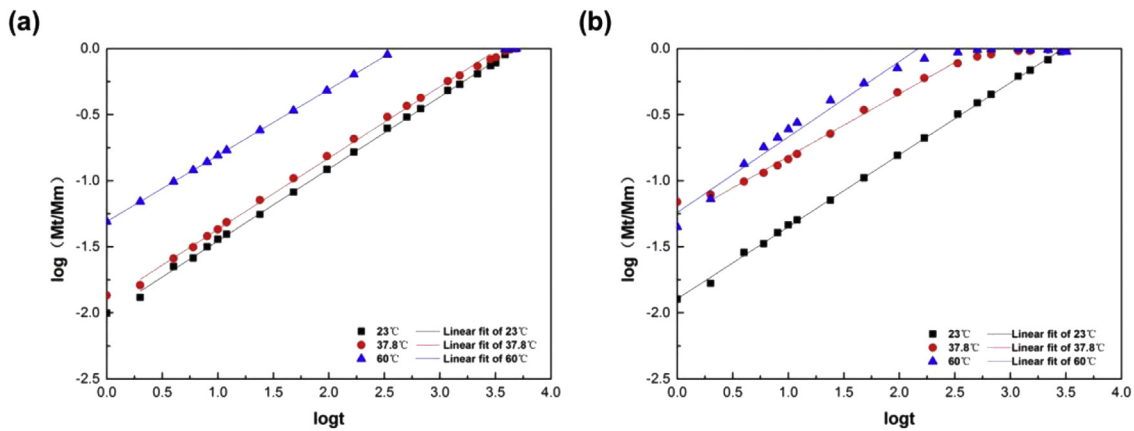 (a)
0.0
-0.5
-1.0
-1.5
-2.0
-2.5
log（Mt/Mm）
■ 23℃ —— Linear fit of 23℃
● 37.8℃ —— Linear fit of 37.8℃
▲ 60℃ —— Linear fit of 60℃
0.0 0.5 1.0 1.5 2.0 2.5 3.0 3.5 4.0
logt
(b)
0.0
-0.5
-1.0
-1.5
-2.0
-2.5
log（Mt/Mm）
■ 23℃ —— Linear fit of 23℃
● 37.8℃ —— Linear fit of 37.8℃
▲ 60℃ —— Linear fit of 60℃
0.0 0.5 1.0 1.5 2.0 2.5 3.0 3.5 4.0
logt